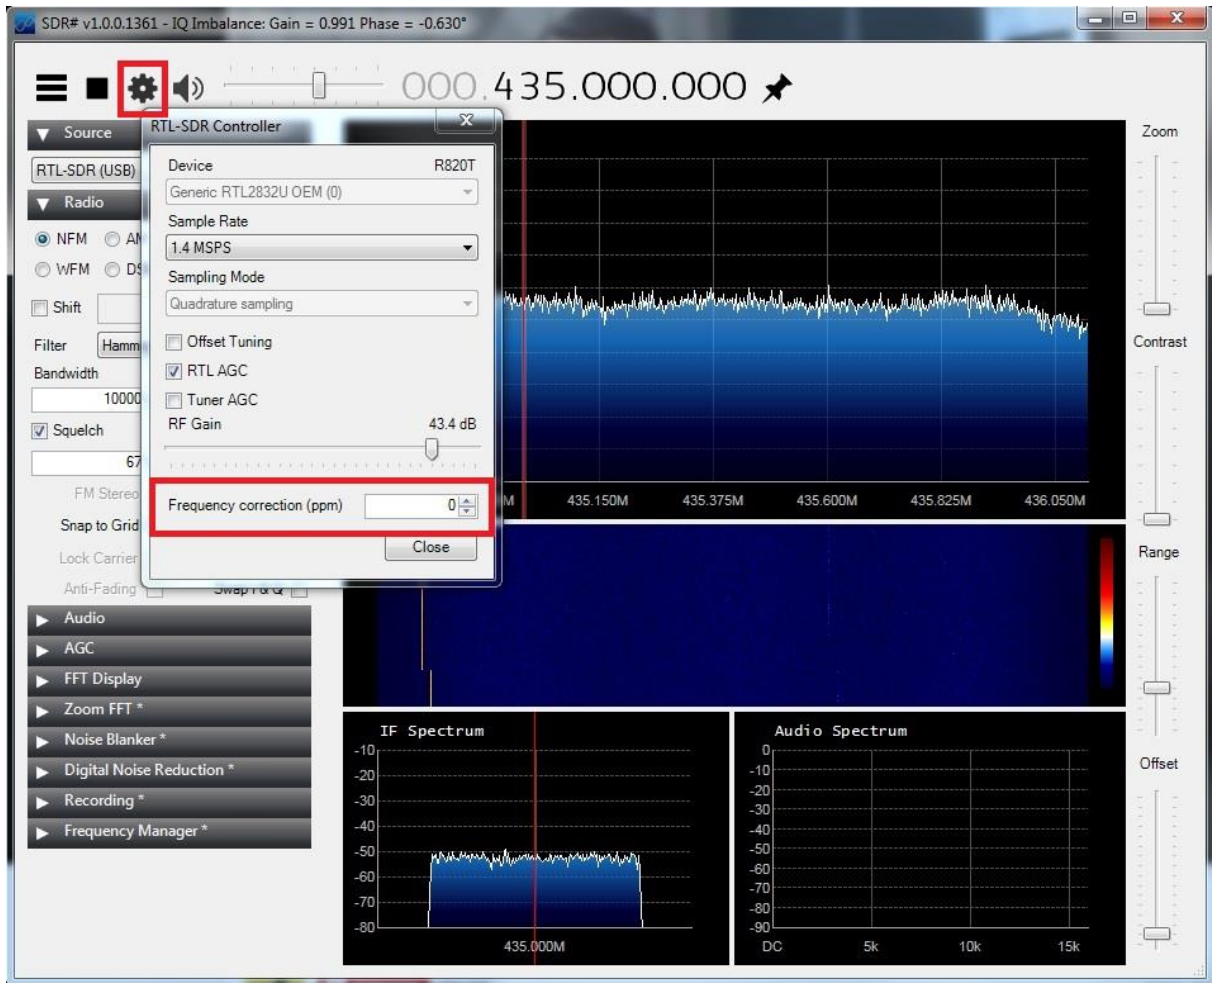 SDR# v1.0.0.1361 - IQ Imbalance: Gain = 0.991 Phase = -0.630°
000.435.000.000
Source
RTL-SDR (USB)
Radio
NFM
WFM
Shift
Filter
Bandwidth
10000
Squelch
67
FM Stereo
Snap to Grid
Lock Carrier
Anti-Fading
Swap I & Q
Audio
AGC
FFT Display
Zoom FFT *
Noise Blanker *
Digital Noise Reduction *
Recording *
Frequency Manager *
RTL-SDR Controller
Device R820T
Generic RTL2832U OEM (0)
Sample Rate
1.4 MSPS
Sampling Mode
Quadrature sampling
Offset Tuning
RTL AGC
Tuner AGC
RF Gain 43.4 dB
Frequency correction (ppm) 0
Close
435.150M 435.375M 435.600M 435.825M 436.050M
Zoom
Contrast
Range
Offset
IF Spectrum
-10
-20
-30
-40
-50
-60
-70
-80
435.000M
Audio Spectrum
0
-10
-20
-30
-40
-50
-60
-70
-80
-90
DC 5k 10k 15k